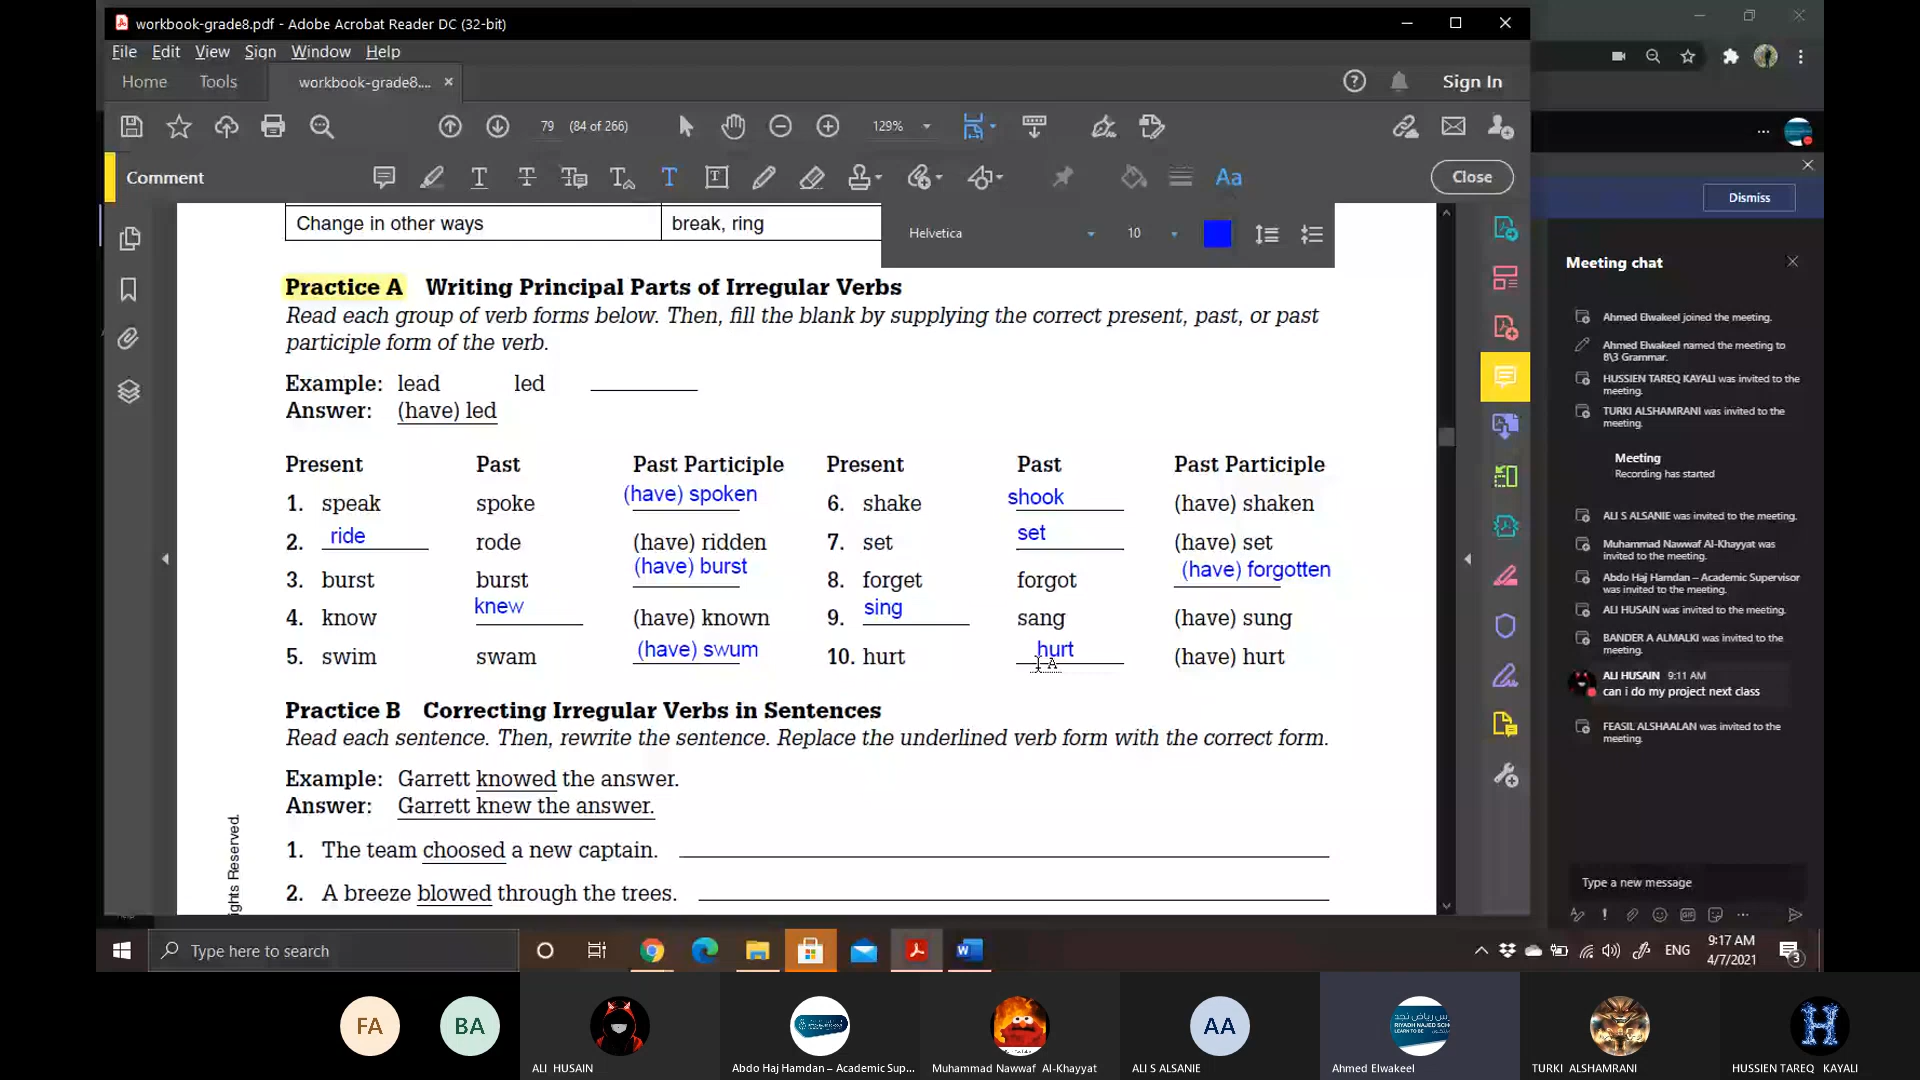 workbook-grade8.pdf - Adobe Acrobat Reader DC (32-bit)
File Edit View Sign Window Help
Home Tools workbook-grade8.... × Sign In
79 (84 of 266) 129%
Comment Close
Helvetica 10
Change in other ways break, ring
Practice A Writing Principal Parts of Irregular Verbs
Read each group of verb forms below. Then, fill the blank by supplying the correct present, past, or past
participle form of the verb.
Example: lead led
Answer: (have) led
Present Past Past Participle Present Past Past Participle
1. speak spoke (have) spoken 6. shake shook (have) shaken
2. ride rode (have) ridden 7. set set (have) set
3. burst burst (have) burst 8. forget forgot (have) forgotten
4. know knew (have) known 9. sing sang (have) sung
5. swim swam (have) swum 10. hurt hurt (have) hurt
Practice B Correcting Irregular Verbs in Sentences
Read each sentence. Then, rewrite the sentence. Replace the underlined verb form with the correct form.
Example: Garrett knowed the answer.
Answer: Garrett knew the answer.
1. The team choosed a new captain.
2. A breeze blowed through the trees.
ights Reserved.
Dismiss
Meeting chat
Ahmed Elwakeel joined the meeting.
Ahmed Elwakeel named the meeting to
8\3 Grammar.
HUSSIEN TAREQ KAYALI was invited to the
meeting.
TURKI ALSHAMRANI was invited to the
meeting.
Meeting
Recording has started
ALI S ALSANIE was invited to the meeting.
Muhammad Nawwaf Al-Khayyat was
invited to the meeting.
Abdo Haj Hamdan – Academic Supervisor
was invited to the meeting.
ALI HUSAIN was invited to the meeting.
BANDER A ALMALKI was invited to the
meeting.
ALI HUSAIN 9:11 AM
can i do my project next class
FEASIL ALSHAALAN was invited to the
meeting.
Type a new message
Type here to search
ENG
9:17 AM
4/7/2021
3
FA BA AA
ALI HUSAIN
Abdo Haj Hamdan – Academic Sup...
Muhammad Nawwaf Al-Khayyat
ALI S ALSANIE
Ahmed Elwakeel
TURKI ALSHAMRANI
HUSSIEN TAREQ KAYALI